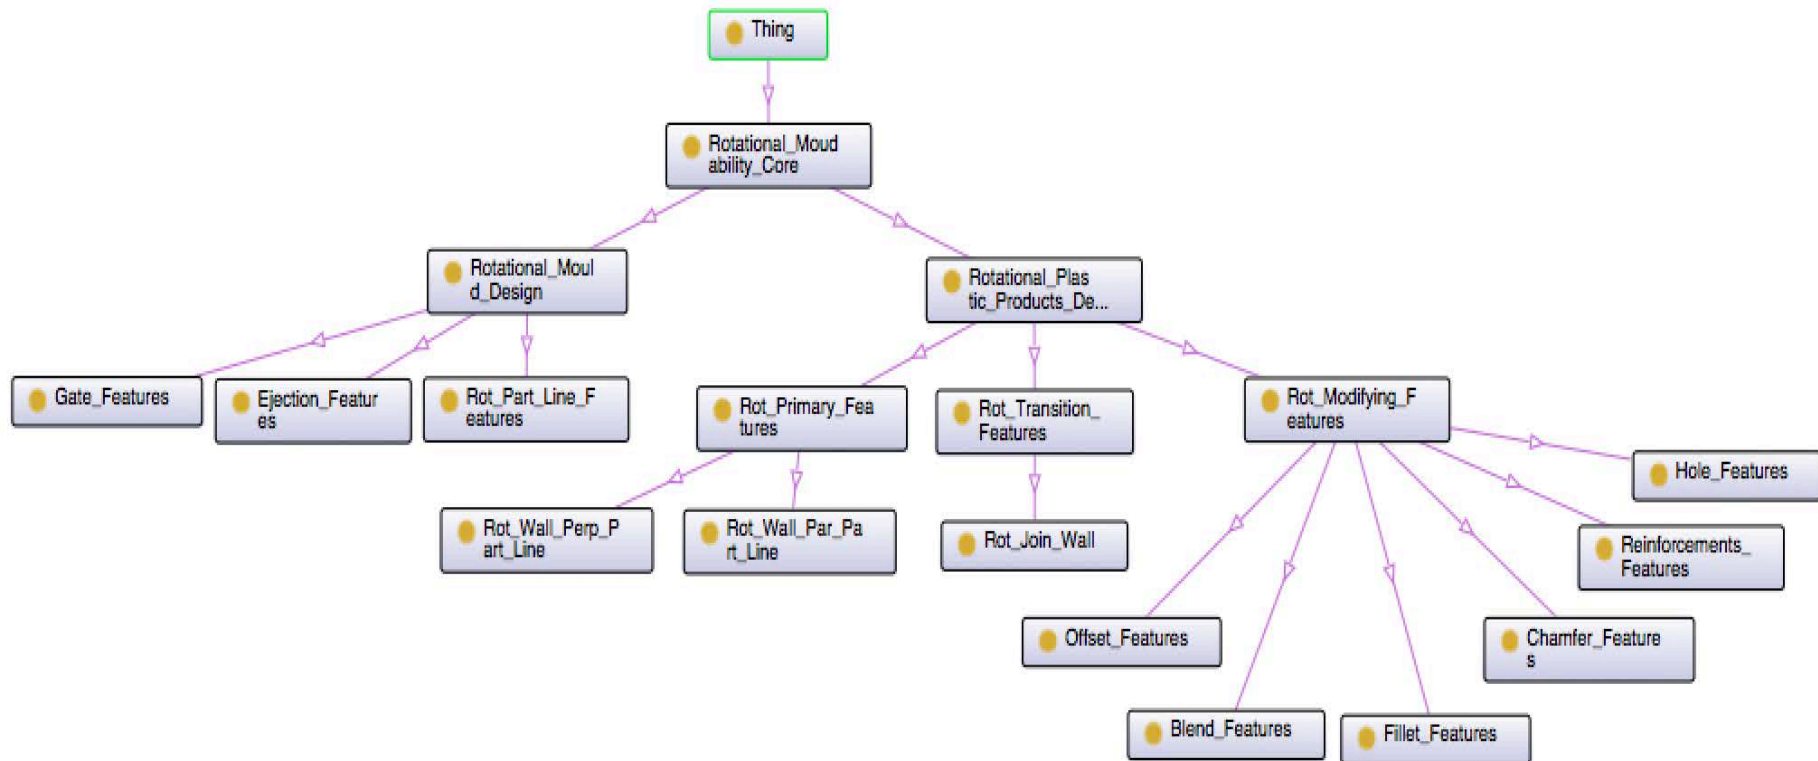 Thing
Rotational_Moud
ability_Core
Rotational_Moul
d_Design
Rotational_Plas
tic_Products_De...
Gate_Features
Ejection_Featur
es
Rot_Part_Line_F
eatures
Rot_Primary_Fea
tures
Rot_Transition_
Features
Rot_Modifying_F
eatures
Hole_Features
Rot_Wall_Perp_P
art_Line
Rot_Wall_Par_Pa
rt_Line
Rot_Join_Wall
Reinforcements_
Features
Offset_Features
Chamfer_Feature
s
Blend_Features
Fillet_Features